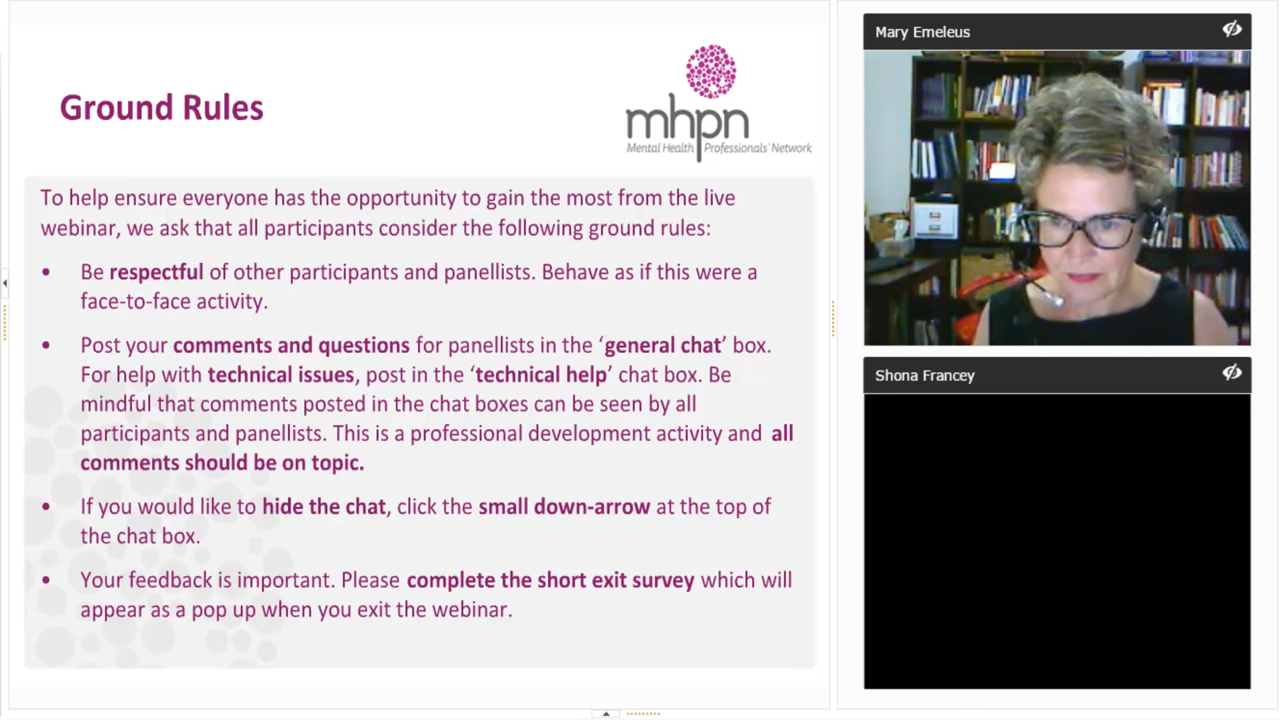 Ground Rules
mhpn
Mental Health Professionals' Network
To help ensure everyone has the opportunity to gain the most from the live
webinar, we ask that all participants consider the following ground rules:
• Be respectful of other participants and panellists. Behave as if this were a
face-to-face activity.
• Post your comments and questions for panellists in the ‘general chat’ box.
For help with technical issues, post in the ‘technical help’ chat box. Be
mindful that comments posted in the chat boxes can be seen by all
participants and panellists. This is a professional development activity and all
comments should be on topic.
• If you would like to hide the chat, click the small down-arrow at the top of
the chat box.
• Your feedback is important. Please complete the short exit survey which will
appear as a pop up when you exit the webinar.
Mary Emeleus
Shona Francey